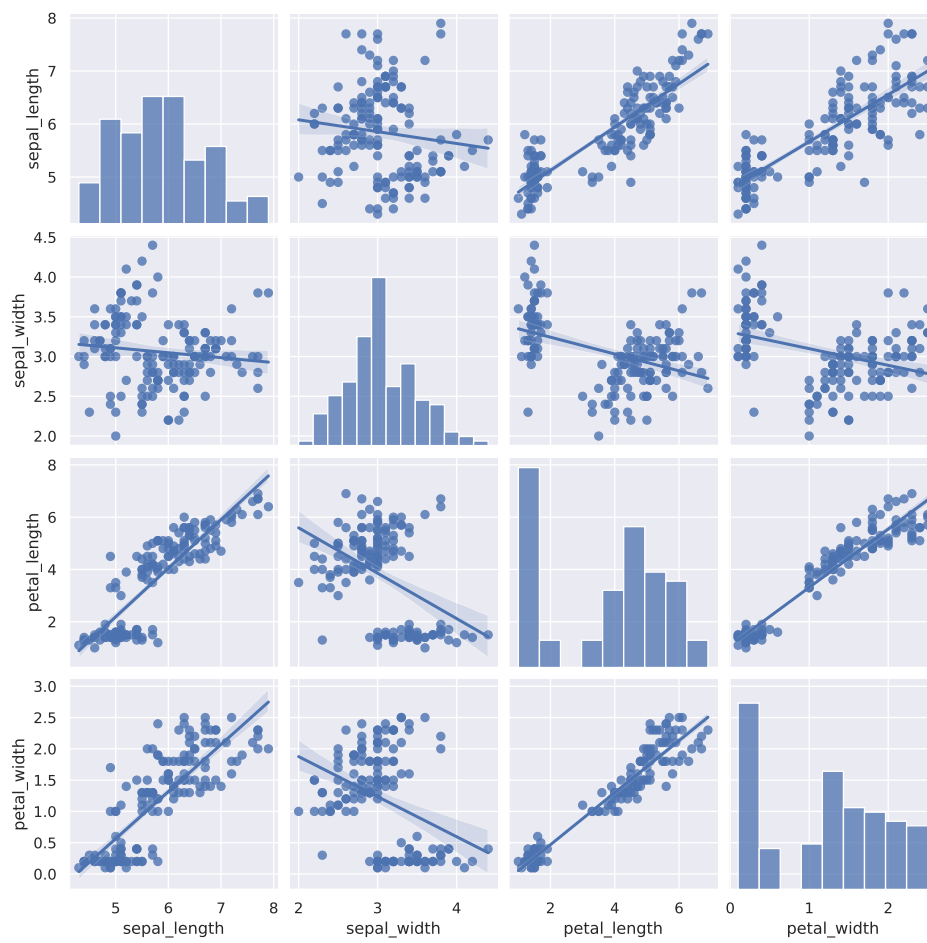 8
7
6
5
sepal_length
4.5
4.0
3.5
3.0
2.5
2.0
sepal_width
8
6
4
2
petal_length
3.0
2.5
2.0
1.5
1.0
0.5
0.0
petal_width
5 6 7 8
sepal_length
2 3 4
sepal_width
2 4 6
petal_length
0 1 2
petal_width